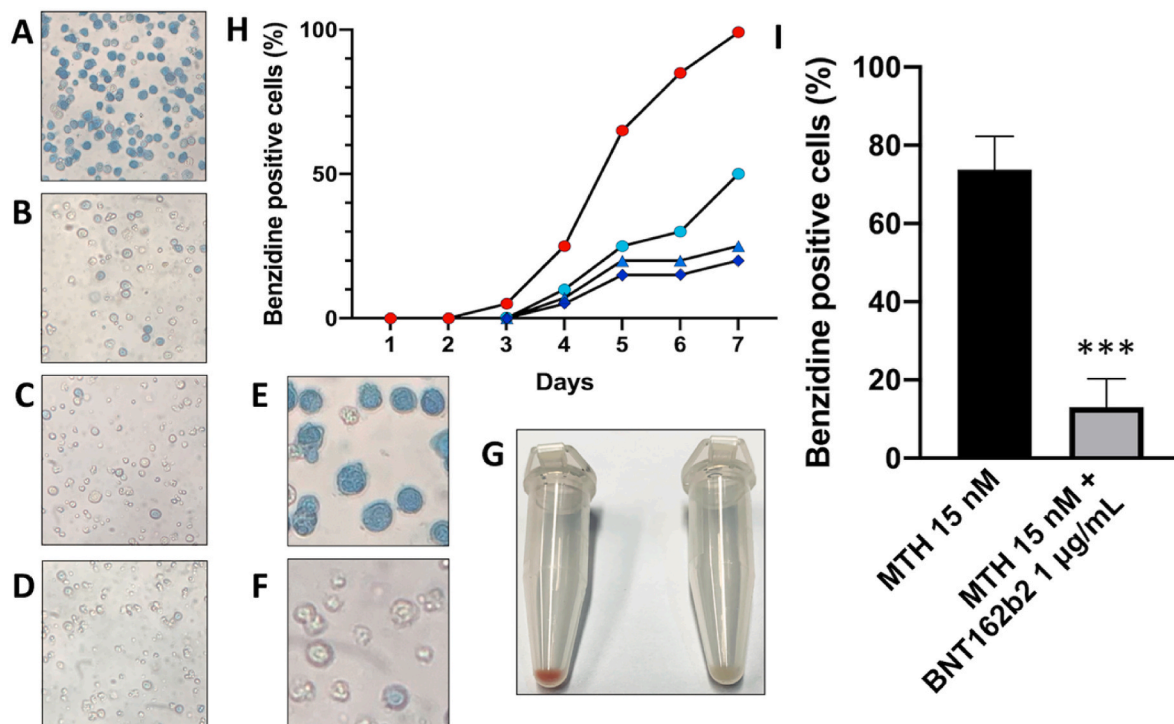 A
B
C
D
E
F
G
H
Benzidine positive cells (%)
100
50
0
1 2 3 4 5 6 7
Days
I
Benzidine positive cells (%)
100
80
60
40
20
0
***
MTH 15 nM
MTH 15 nM +
BNT162b2 1 µg/mL